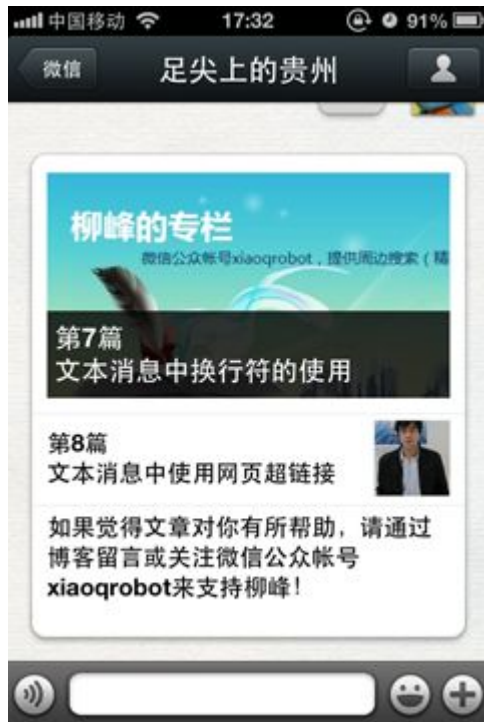 中国移动 17:32 91%
微信 足尖上的贵州
柳峰的专栏
微信公众帐号xiaoqrobot，提供周边搜索（精
第7篇
文本消息中换行符的使用
第8篇
文本消息中使用网页超链接
如果觉得文章对你有所帮助，请通过
博客留言或关注微信公众帐号
xiaoqrobot来支持柳峰！